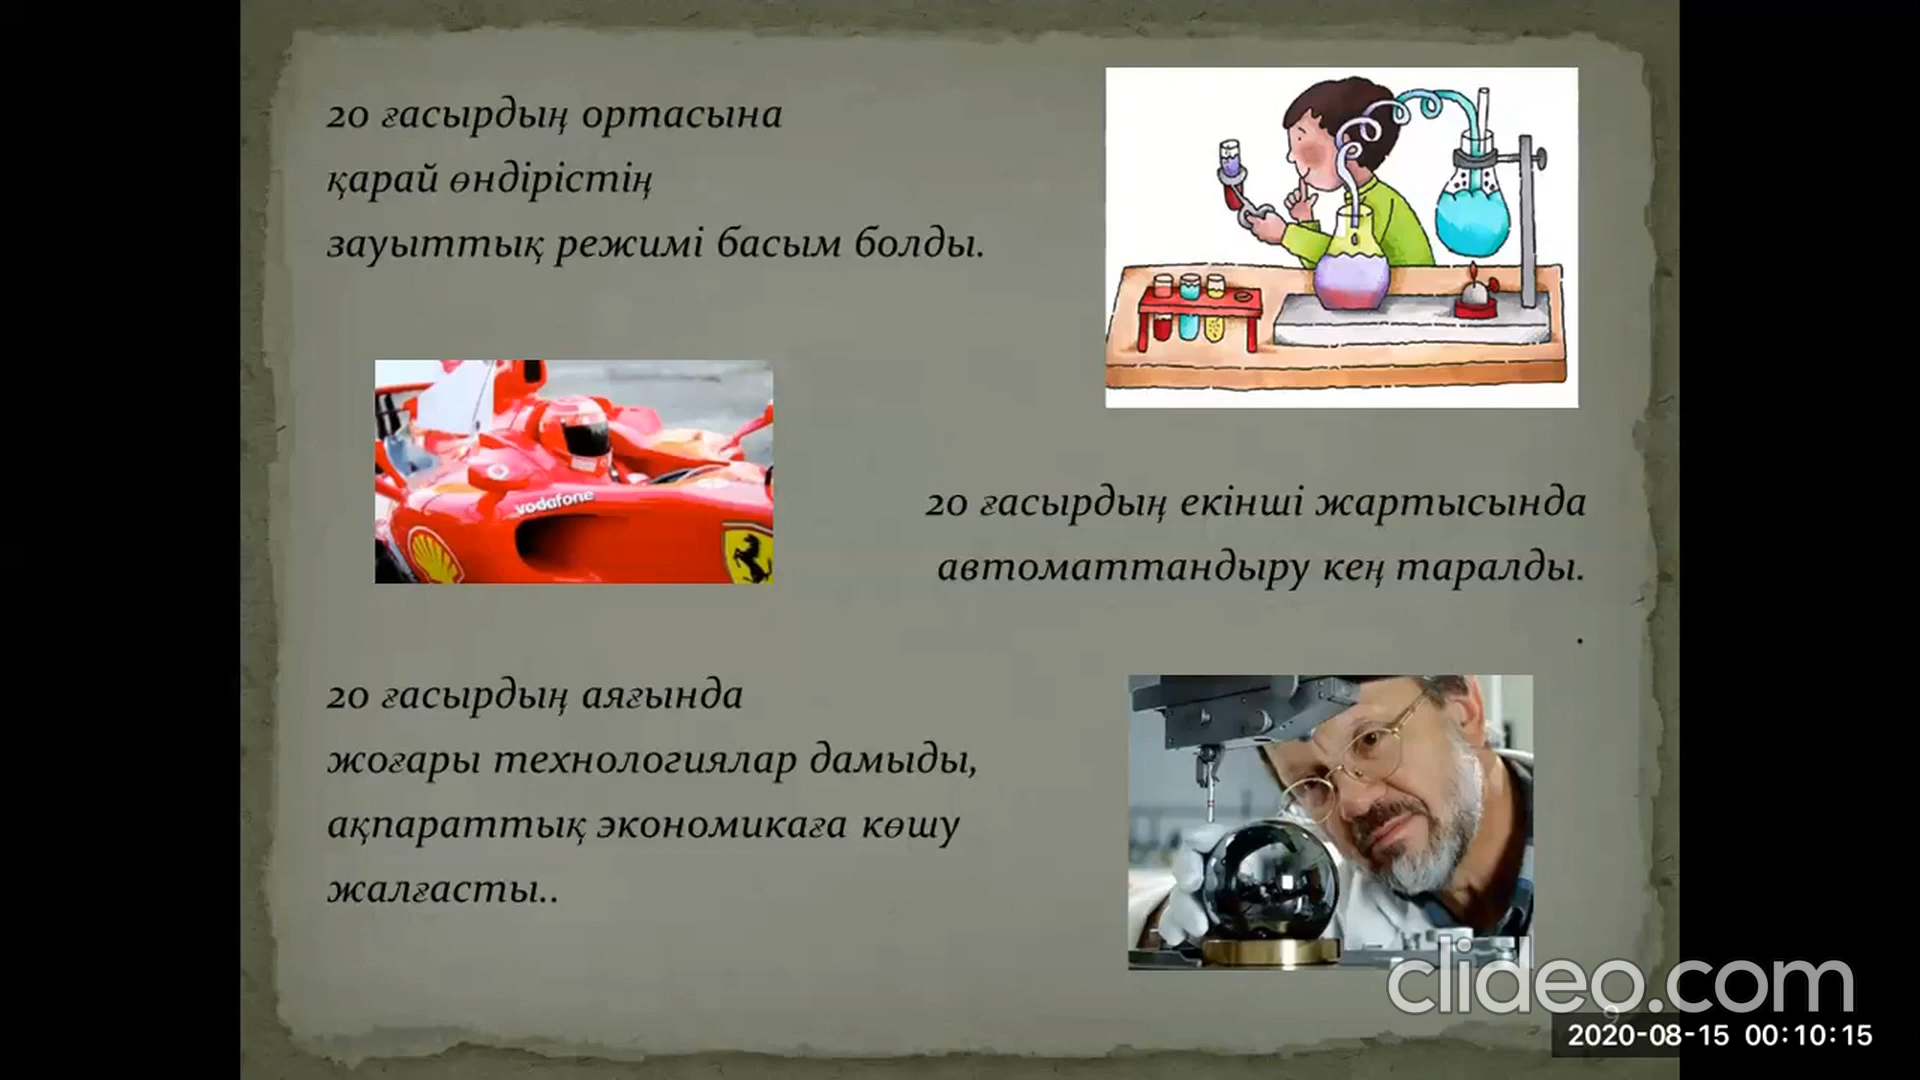 20 ғасырдың ортасына
қарай өндірістің
зауыттық режимі басым болды.
vodafone
20 ғасырдың екінші жартысында
автоматтандыру кең таралды.
.
20 ғасырдың аяғында
жоғары технологиялар дамыды,
ақпараттық экономикаға көшу
жалғасты..
clideo.com
9
2020-08-15 00:10:15